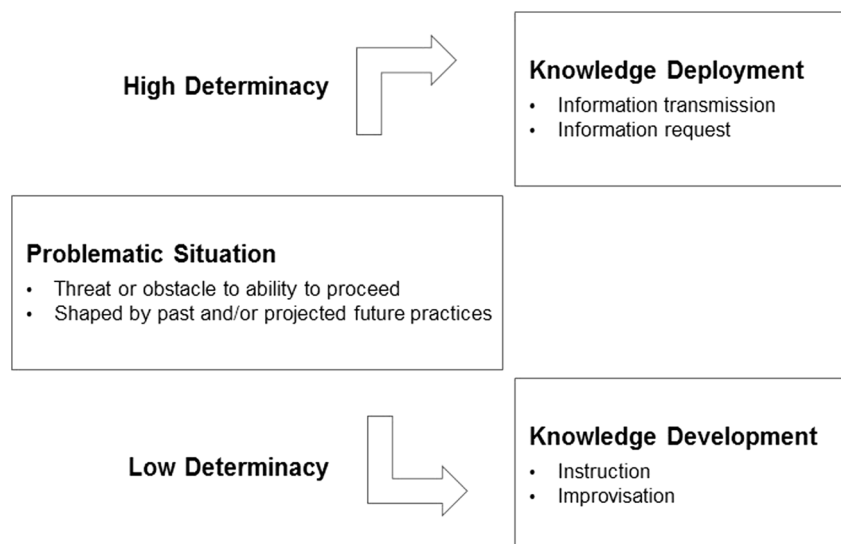 High Determinacy
Knowledge Deployment
• Information transmission
• Information request
Problematic Situation
• Threat or obstacle to ability to proceed
• Shaped by past and/or projected future practices
Low Determinacy
Knowledge Development
• Instruction
• Improvisation